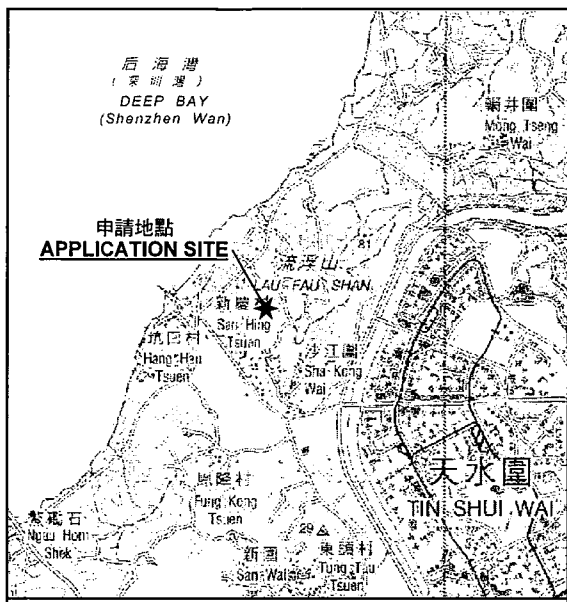 后海灣
(深圳灣)
DEEP BAY
(Shenzhen Wan)
輞井圍
Mong Tseng
Wai
申請地點
APPLICATION SITE
81
流浮山
LAU FAU SHAN
新慶村
San Hing
Tsuen
坑口村
Hang Hau
Tsuen
沙江圍
Sha Kong
Wai
天水圍
TIN SHUI WAI
鳳降村
Fung Kong
Tsuen
Ngau Hom
Shek
29
新圍
San Wai
東頭村
Tung Tau
Tsuen